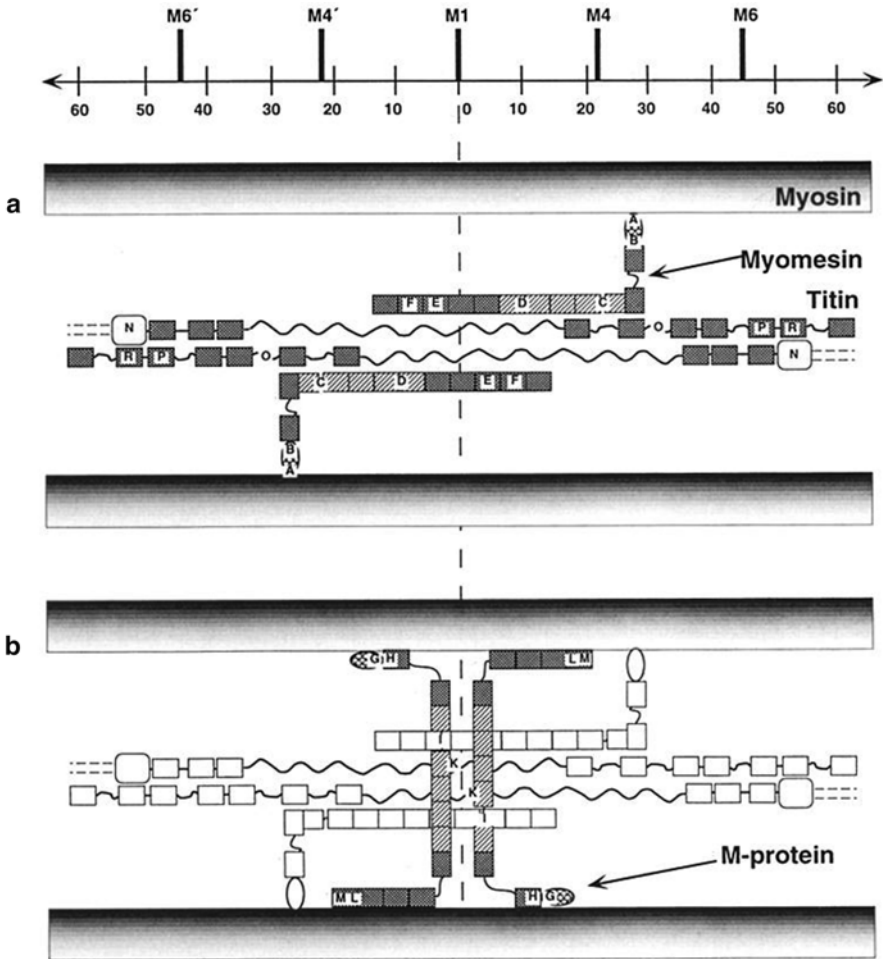 M6´ M4´ M1 M4 M6
60 50 40 30 20 10 0 10 20 30 40 50 60
a
Myosin
A
B
Myomesin
F E D C
Titin
N O P R
R P O N
C D E F
B
A
b
G H L M
K
K
M-protein
M L H G